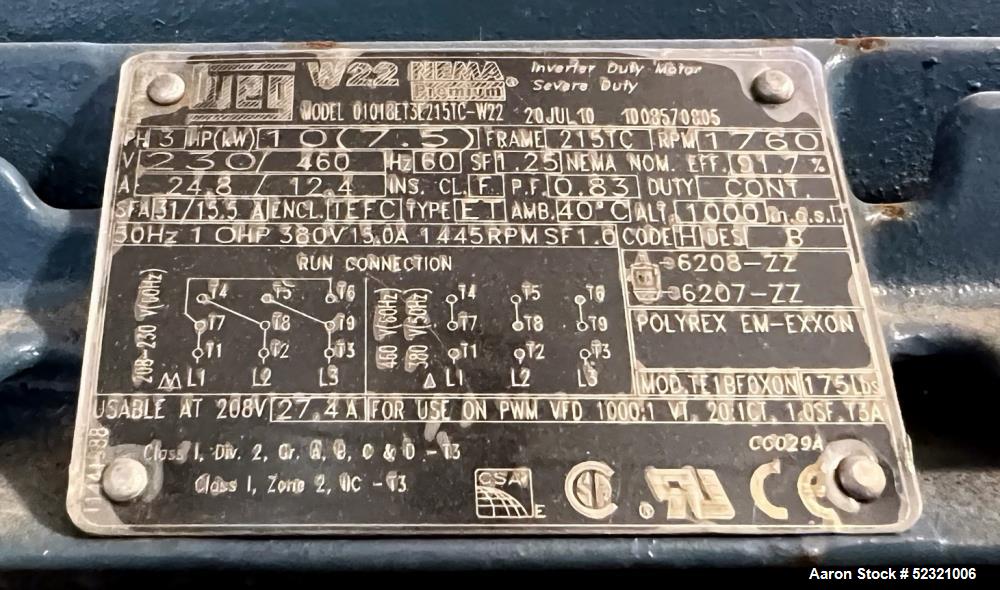 W22 NEMA Premium® Inverter Duty Motor
Severe Duty
MODEL 01018ET3E215TC-W22 20JUL10 1008570805
PH 3 HP(kW) 10(7.5) FRAME 215TC RPM 1760
V 230/ 460 Hz 60 SF 1.25 NEMA NOM. EFF. 91.7 %
A 24.8 / 12.4 INS. CL. F P.F. 0.83 DUTY CONT.
SFA 31/15.5 A ENCL. TEFC TYPE ET AMB. 40°C ALT. 1000 m.a.s.l.
50Hz 10HP 380V 15.0A 1445RPM SF1.0 CODE H DES B
RUN CONNECTION
6208-ZZ
6207-ZZ
POLYREX EM-EXXON
208-230 V(60Hz)
T4 T5 T6
T7 T8 T9
T1 T2 T3
L1 L2 L3
460 V(60Hz)
380 V(50Hz)
T4 T5 T6
T7 T8 T9
T1 T2 T3
Δ L1 L2 L3
MOD.TE1BF0X0N 175Lbs
USABLE AT 208V 27.4 A FOR USE ON PWM VFD 1000:1 VT, 20:1CT, 1.0SF, T3A
Class I, Div. 2, Gr. A, B, C & D - T3
CC029A
Class I, Zone 2, IIC - T3
CSA E
® CE
Aaron Stock # 52321006